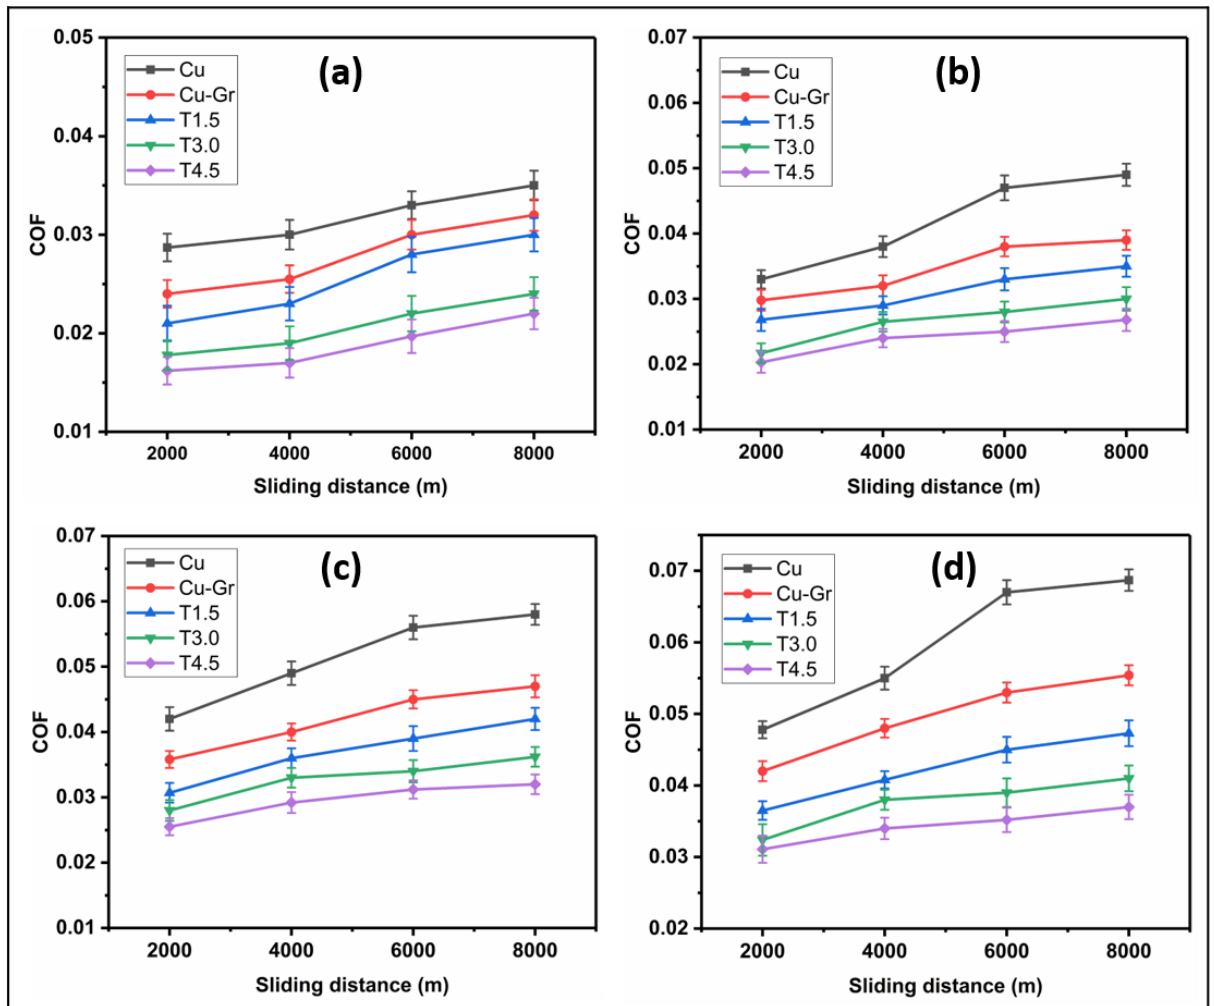 (a)
Cu
Cu-Gr
T1.5
T3.0
T4.5
0.05
0.04
0.03
0.02
0.01
COF
2000 4000 6000 8000
Sliding distance (m)
(b)
Cu
Cu-Gr
T1.5
T3.0
T4.5
0.07
0.06
0.05
0.04
0.03
0.02
0.01
COF
2000 4000 6000 8000
Sliding distance (m)
(c)
Cu
Cu-Gr
T1.5
T3.0
T4.5
0.07
0.06
0.05
0.04
0.03
0.02
0.01
COF
2000 4000 6000 8000
Sliding distance (m)
(d)
Cu
Cu-Gr
T1.5
T3.0
T4.5
0.07
0.06
0.05
0.04
0.03
0.02
COF
2000 4000 6000 8000
Sliding distance (m)